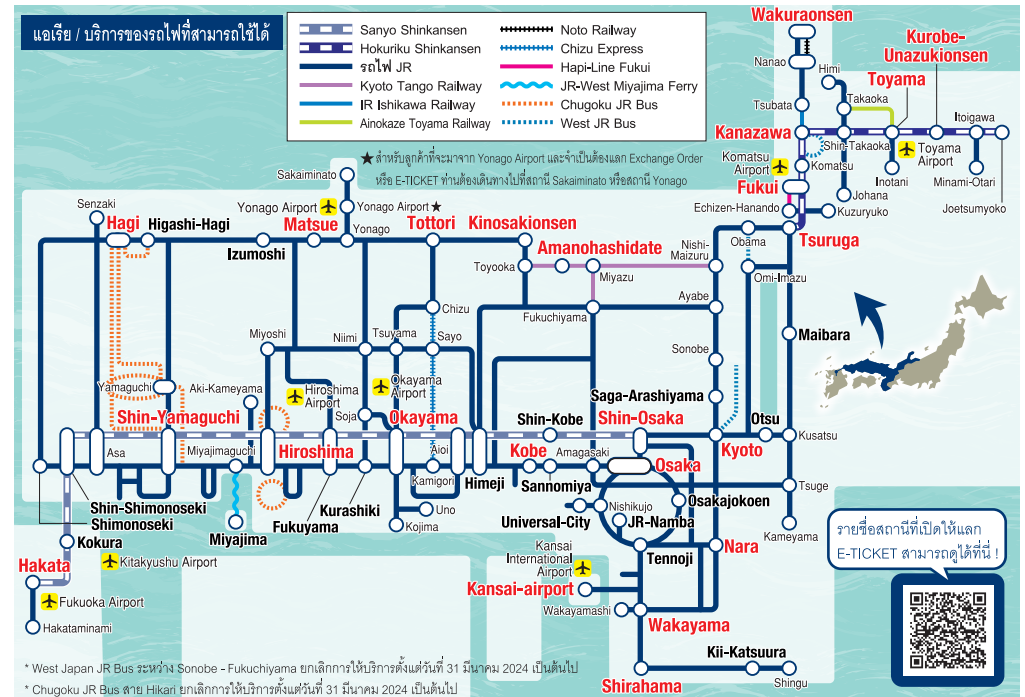 แอเรีย / บริการของรถไฟที่สามารถใช้ได้
Sanyo Shinkansen
Hokuriku Shinkansen
รถไฟ JR
Kyoto Tango Railway
IR Ishikawa Railway
Ainokaze Toyama Railway
Noto Railway
Chizu Express
Hapi-Line Fukui
JR-West Miyajima Ferry
Chugoku JR Bus
West JR Bus
★ สำหรับลูกค้าที่จะมาจาก Yonago Airport และจำเป็นต้องแลก Exchange Order
หรือ E-TICKET ท่านต้องเดินทางไปที่สถานี Sakaiminato หรือสถานี Yonago
Wakuraonsen
Nanao
Himi
Kurobe-
Unazukionsen
Toyama
Tsubata
Takaoka
Itoigawa
Kanazawa
Shin-Takaoka
Toyama
Airport
Komatsu
Airport
Komatsu
Inotani
Minami-Otari
Fukui
Johana
Joetsumyoko
Echizen-Hanando
Kuzuryuko
Tsuruga
Sakaiminato
Yonago Airport
Yonago Airport ★
Senzaki
Hagi
Higashi-Hagi
Izumoshi
Matsue
Yonago
Tottori
Kinosakionsen
Amanohashidate
Nishi-
Maizuru
Obama
Toyooka
Miyazu
Omi-Imazu
Chizu
Fukuchiyama
Ayabe
Miyoshi
Niimi
Tsuyama
Sayo
Sonobe
Maibara
Yamaguchi
Aki-Kameyama
Hiroshima
Airport
Okayama
Airport
Saga-Arashiyama
Shin-Yamaguchi
Soja
Okayama
Shin-Kobe
Shin-Osaka
Otsu
Asa
Miyajimaguchi
Hiroshima
Aioi
Kobe
Amagasaki
Osaka
Kyoto
Kusatsu
Kamigori
Himeji
Sannomiya
Tsuge
Shin-Shimonoseki
Shimonoseki
Fukuyama
Kurashiki
Uno
Kojima
Universal-City
Nishikujo
Osakajokoen
JR-Namba
Kameyama
Miyajima
Kokura
Kitakyushu Airport
Hakata
Fukuoka Airport
Hakataminami
Kansai
International
Airport
Tennoji
Nara
Kansai-airport
Wakayamashi
Wakayama
Kii-Katsuura
Shirahama
Shingu
รายชื่อสถานีที่เปิดให้แลก
E-TICKET สามารถดูได้ที่นี่ !
* West Japan JR Bus ระหว่าง Sonobe - Fukuchiyama ยกเลิกการให้บริการตั้งแต่วันที่ 31 มีนาคม 2024 เป็นต้นไป
* Chugoku JR Bus สาย Hikari ยกเลิกการให้บริการตั้งแต่วันที่ 31 มีนาคม 2024 เป็นต้นไป